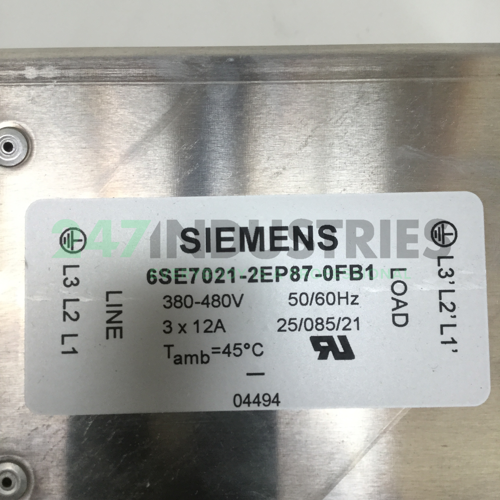 247INDUSTRIES
SIEMENS
6SE7021-2EP87-0FB1
380-480V 50/60Hz
3 x 12A 25/085/21
Tamb=45°C
04494
L3 L2 L1
LINE
LOAD
L3' L2' L1'